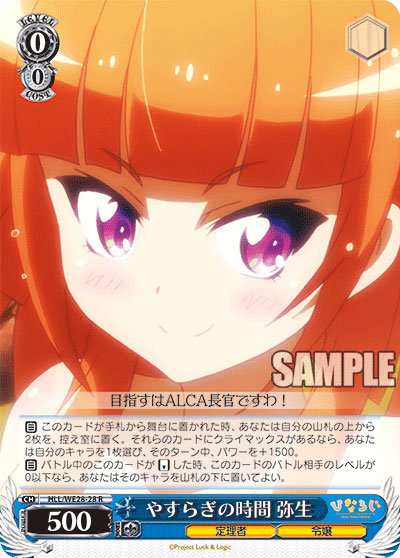 LEVEL
0
0
COST
SAMPLE
目指すはALCA長官ですわ！
このカードが手札から舞台に置かれた時、あなたは自分の山札の上から
2枚を、控え室に置く。それらのカードにクライマックスがあるなら、あなた
は自分のキャラを1枚選び、そのターン中、パワーを＋1500。
バトル中のこのカードが した時、このカードのバトル相手のレベルが
0以下なら、あなたはそのキャラを山札の下に置いてよい。
CH HLL/WE28-28 R
500
やすらぎの時間 弥生
ひなろじ
定理者
令嬢
©Project Luck & Logic